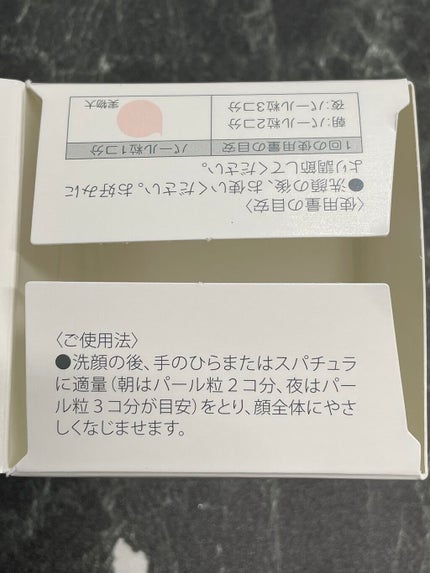 〈使用量の目安〉
●洗顔の後、お使いください。お好みに
より調節してください。
1回の使用量の目安 パール粒1コ分
朝:パール粒2コ分
夜:パール粒3コ分
実物大
〈ご使用法〉
●洗顔の後、手のひらまたはスパチュラ
に適量(朝はパール粒2コ分、夜はパー
ル粒3コ分が目安)をとり、顔全体にやさ
しくなじませます。